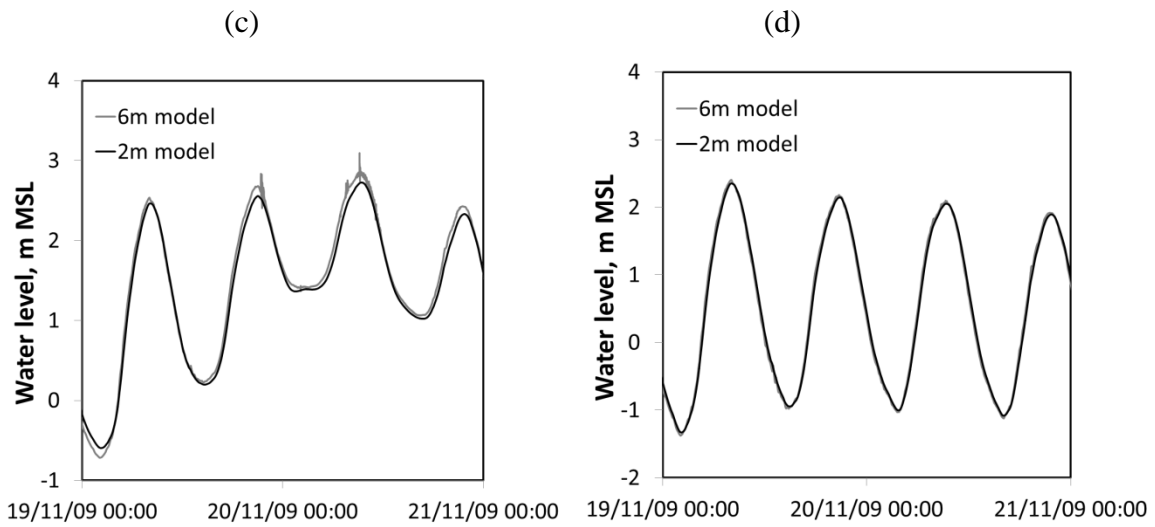 (c)
4
3
2
1
0
-1
Water level, m MSL
6m model
2m model
19/11/09 00:00 20/11/09 00:00 21/11/09 00:00
(d)
4
3
2
1
0
-1
-2
Water level, m MSL
6m model
2m model
19/11/09 00:00 20/11/09 00:00 21/11/09 00:00